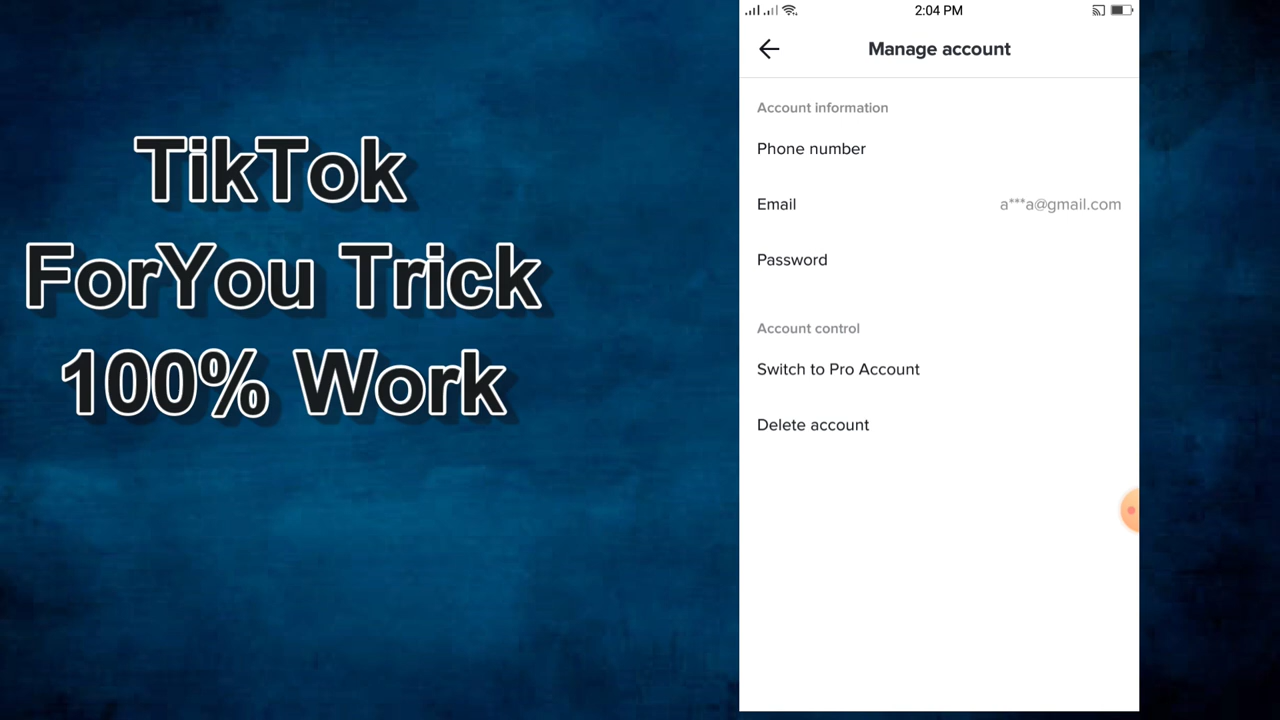 TikTok
ForYou Trick
100% Work
2:04 PM
Manage account
Account information
Phone number
Email a***a@gmail.com
Password
Account control
Switch to Pro Account
Delete account